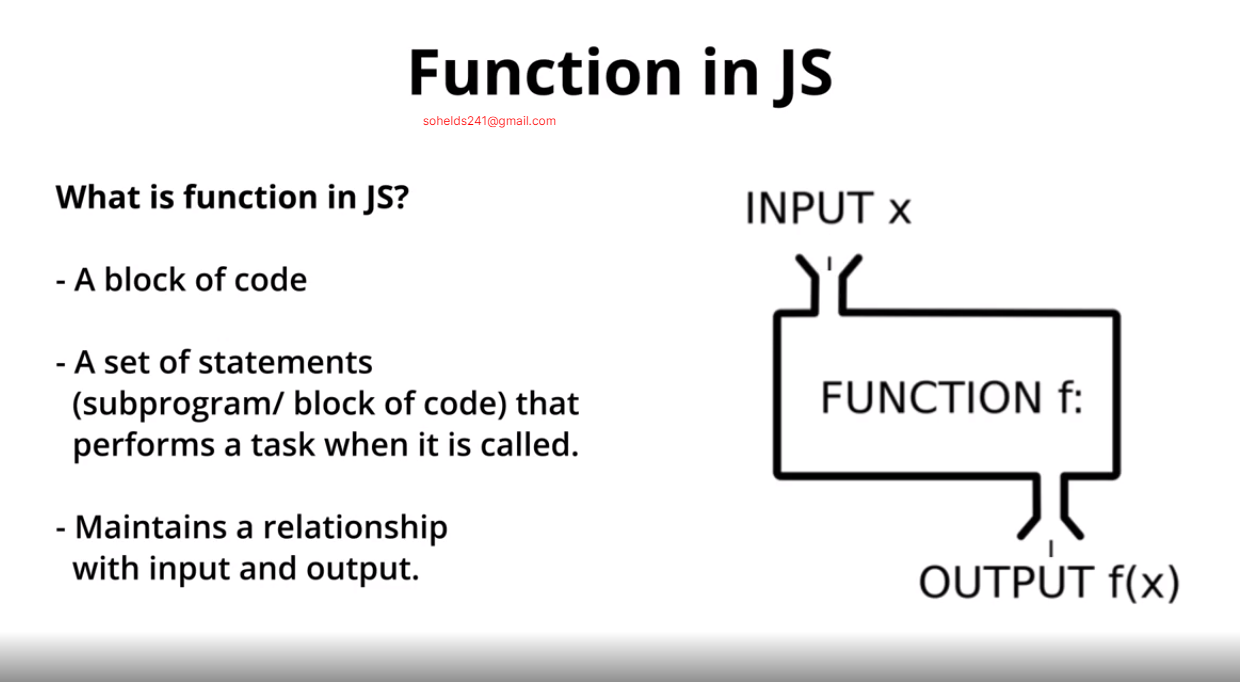 Function in JS
sohelds241@gmail.com
What is function in JS?
- A block of code
- A set of statements
(subprogram/ block of code) that
performs a task when it is called.
- Maintains a relationship
with input and output.
INPUT x
FUNCTION f:
OUTPUT f(x)